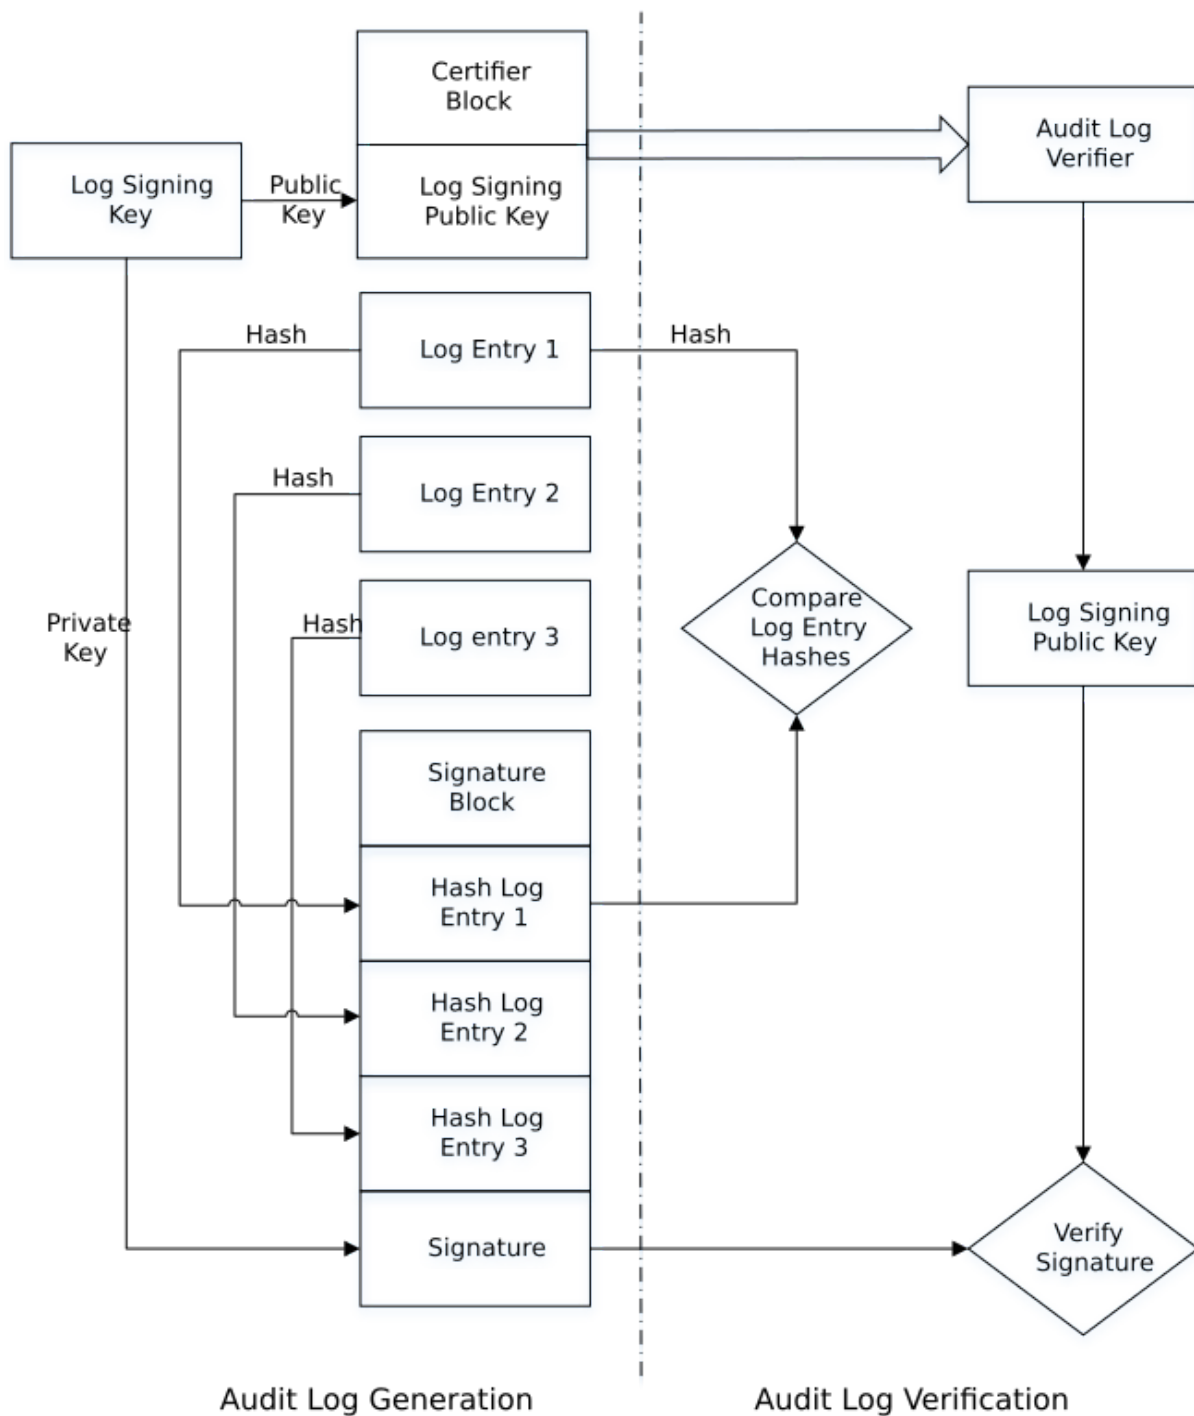 Certifier
Block
Audit Log
Verifier
Log Signing
Key
Public
Key
Log Signing
Public Key
Hash
Log Entry 1
Hash
Hash
Log Entry 2
Private
Key
Hash
Log entry 3
Compare
Log Entry
Hashes
Log Signing
Public Key
Signature
Block
Hash Log
Entry 1
Hash Log
Entry 2
Hash Log
Entry 3
Signature
Verify
Signature
Audit Log Generation
Audit Log Verification